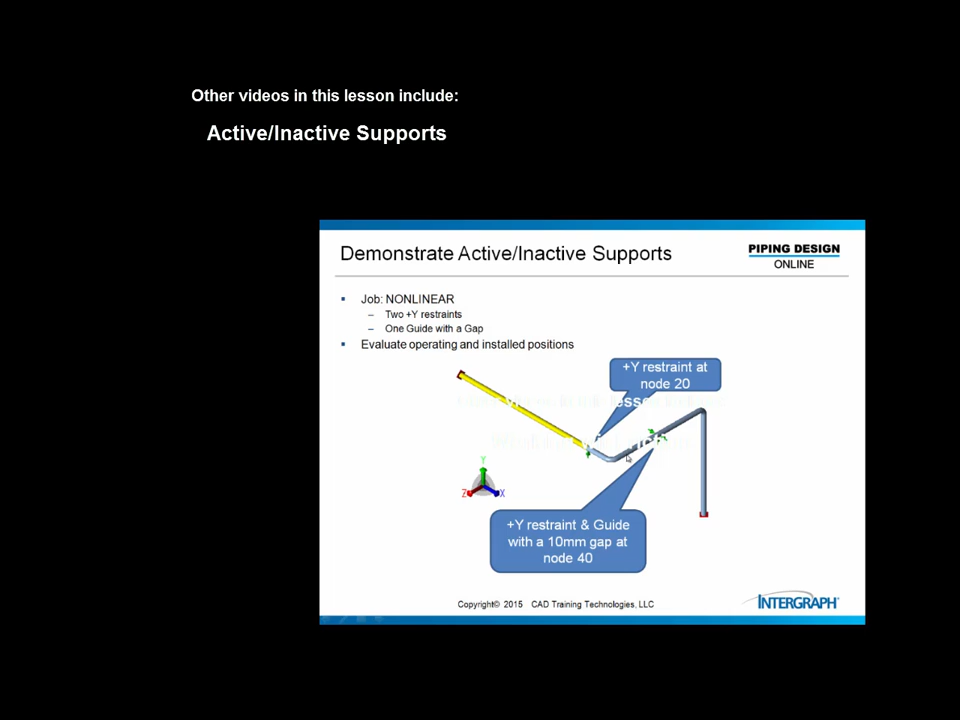 Other videos in this lesson include:
Active/Inactive Supports
Demonstrate Active/Inactive Supports
PIPING DESIGN
ONLINE
▪ Job: NONLINEAR
– Two +Y restraints
– One Guide with a Gap
▪ Evaluate operating and installed positions
+Y restraint at
node 20
Y
Z
X
+Y restraint & Guide
with a 10mm gap at
node 40
Copyright© 2015 CAD Training Technologies, LLC
INTERGRAPH